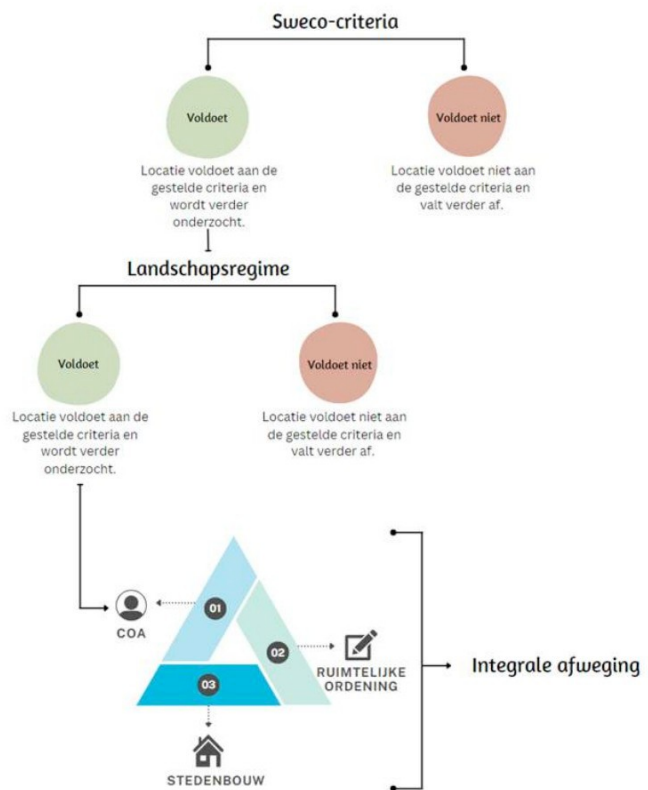 Sweco-criteria
Voldoet
Voldoet niet
Locatie voldoet aan de
gestelde criteria en
wordt verder
onderzocht.
Locatie voldoet niet aan
de gestelde criteria en
valt verder af.
Landschapsregime
Voldoet
Voldoet niet
Locatie voldoet aan de
gestelde criteria en
wordt verder
onderzocht.
Locatie voldoet niet aan
de gestelde criteria en
valt verder af.
01
COA
02
RUIMTELIJKE
ORDENING
03
STEDENBOUW
Integrale afweging